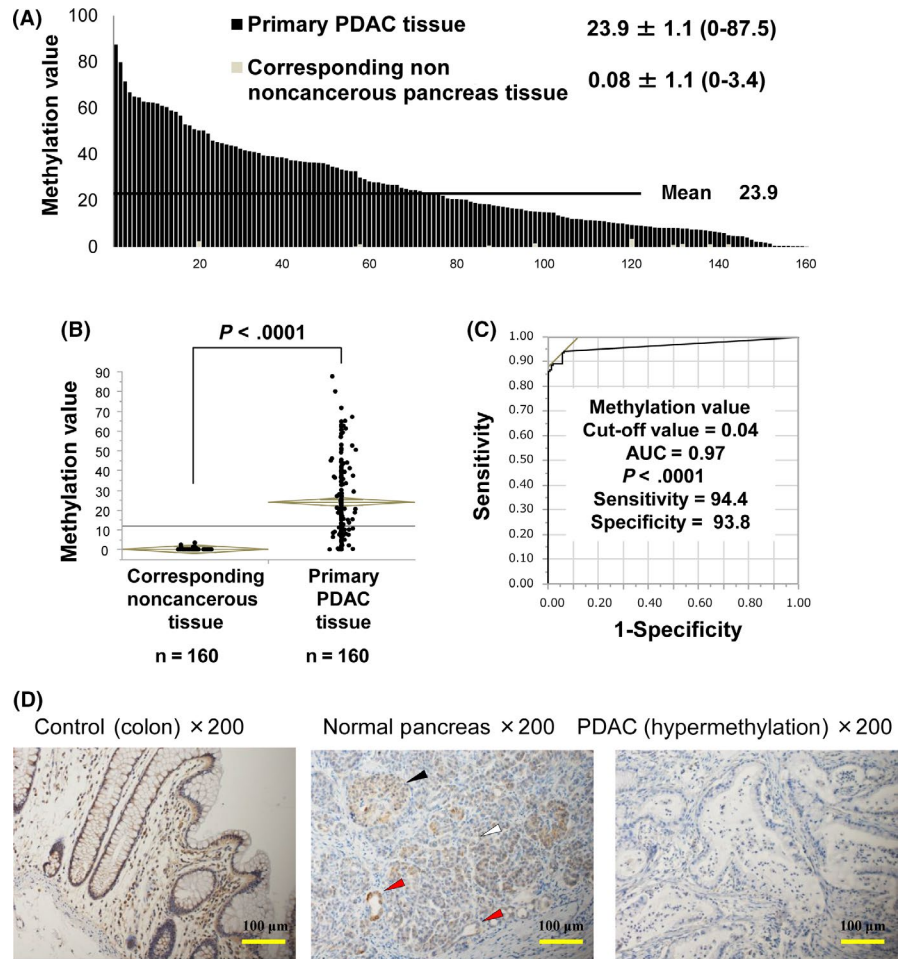 (A)
Methylation value
100
80
60
40
20
0
Primary PDAC tissue
23.9 ± 1.1 (0-87.5)
Corresponding non
noncancerous pancreas tissue
0.08 ± 1.1 (0-3.4)
Mean 23.9
20 40 60 80 100 120 140 160
(B)
P < .0001
Methylation value
90
80
70
60
50
40
30
20
10
0
Corresponding
noncancerous
tissue
n = 160
Primary
PDAC
tissue
n = 160
(C)
Sensitivity
1.00
0.90
0.80
0.70
0.60
0.50
0.40
0.30
0.20
0.10
0.00
Methylation value
Cut-off value = 0.04
AUC = 0.97
P < .0001
Sensitivity = 94.4
Specificity = 93.8
0.00 0.20 0.40 0.60 0.80 1.00
1-Specificity
(D)
Control (colon) ×200
Normal pancreas ×200
PDAC (hypermethylation) ×200
100 μm
100 μm
100 μm